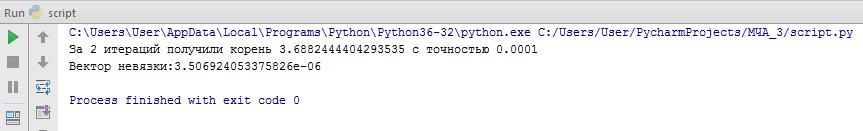 Run script
C:\Users\User\AppData\Local\Programs\Python\Python36-32\python.exe C:/Users/User/PycharmProjects/МЧА_3/script.py
За 2 итераций получили корень 3.6882444404293535 с точностью 0.0001
Вектор невязки:3.506924053375826e-06
Process finished with exit code 0